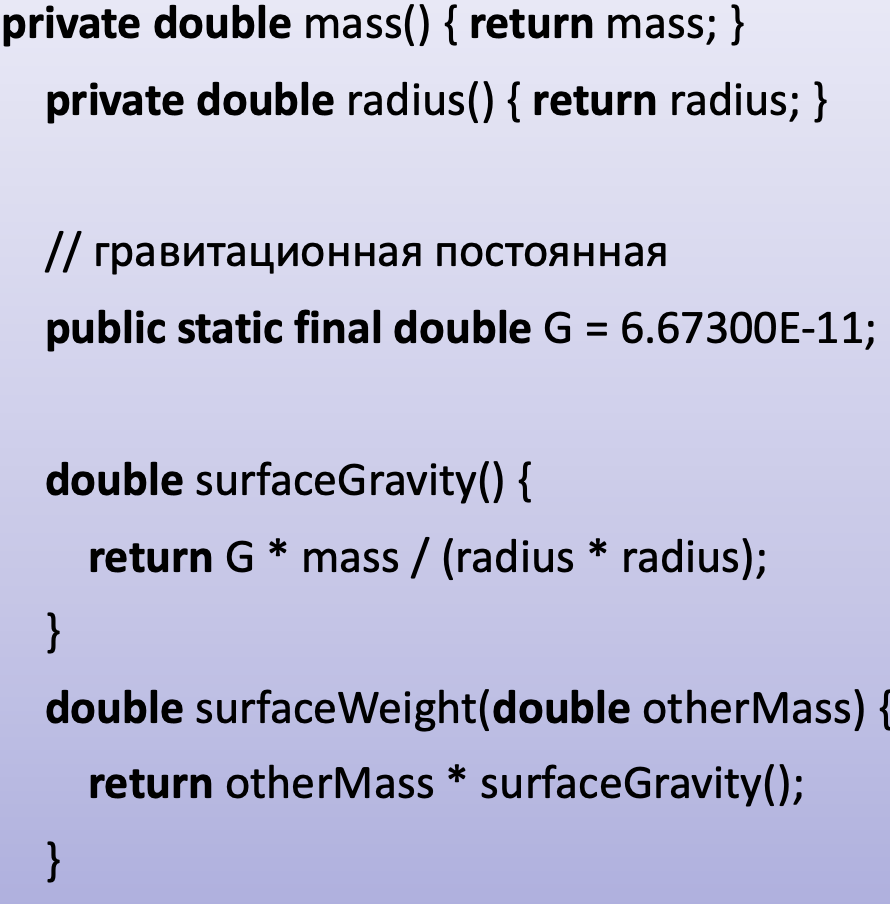 private double mass() { return mass; }
private double radius() { return radius; }
// гравитационная постоянная
public static final double G = 6.67300E-11;
double surfaceGravity() {
return G * mass / (radius * radius);
}
double surfaceWeight(double otherMass) {
return otherMass * surfaceGravity();
}